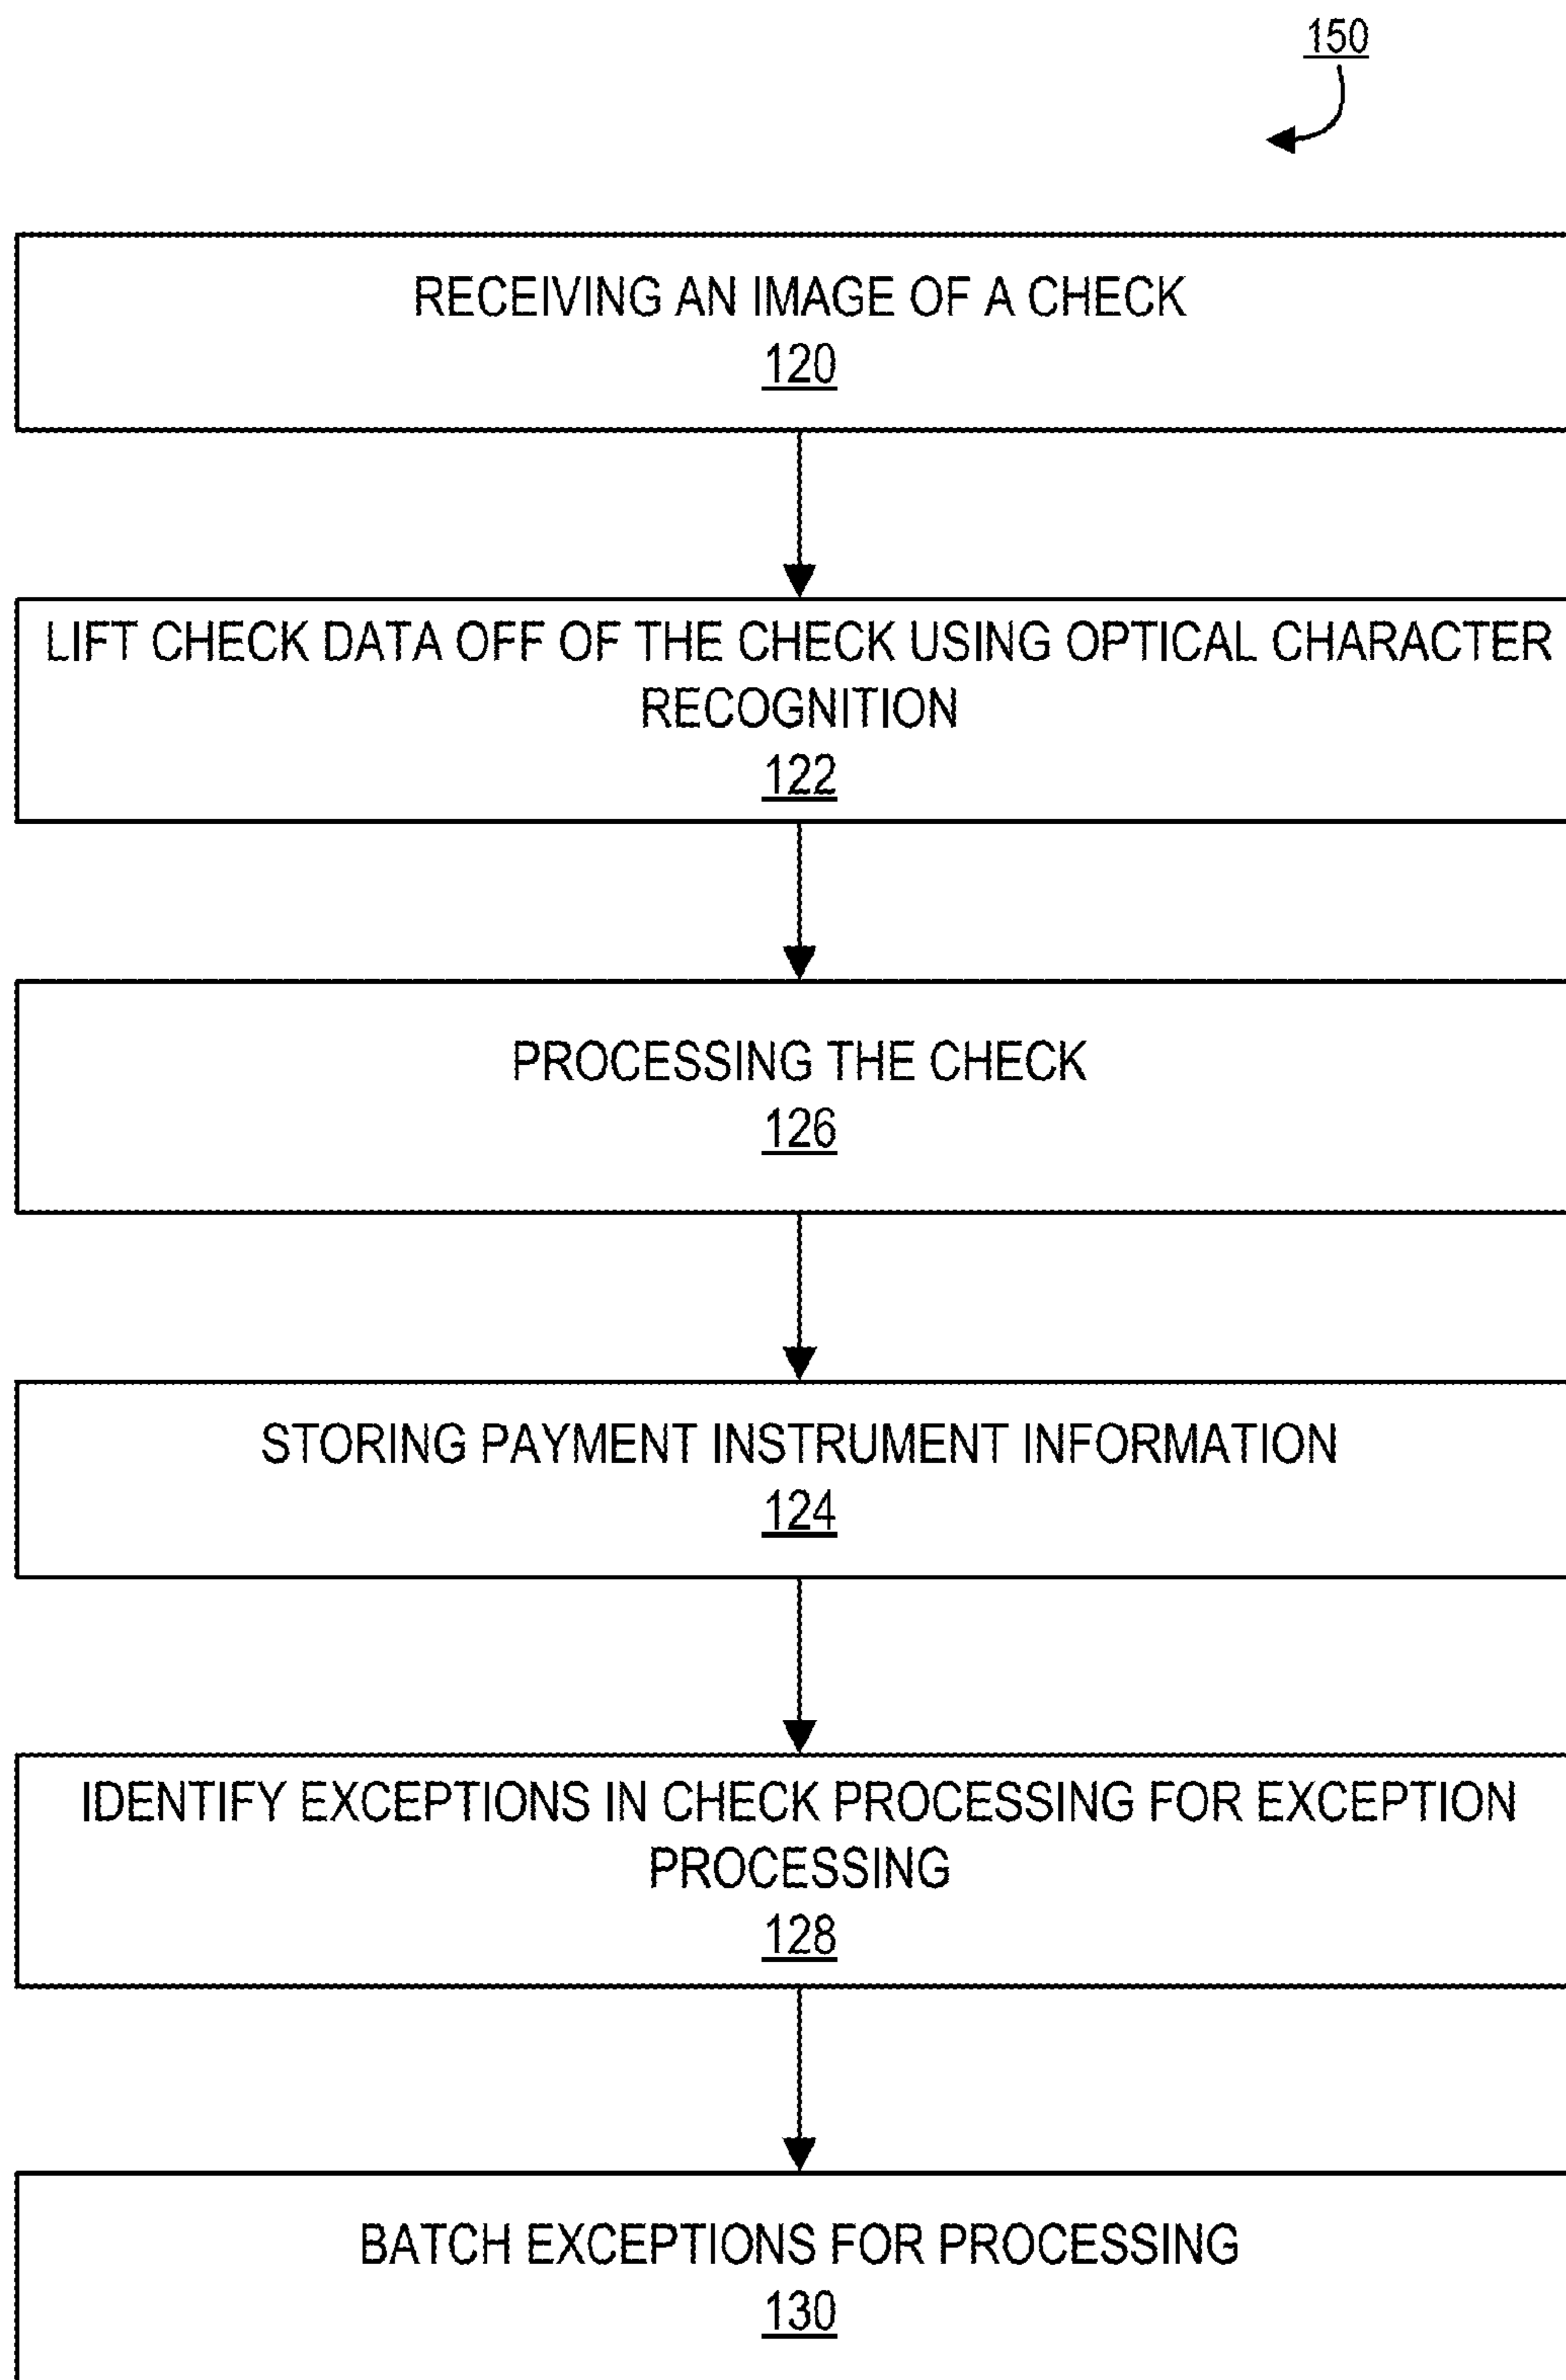 150
RECEIVING AN IMAGE OF A CHECK
120
LIFT CHECK DATA OFF OF THE CHECK USING OPTICAL CHARACTER
RECOGNITION
122
PROCESSING THE CHECK
126
STORING PAYMENT INSTRUMENT INFORMATION
124
IDENTIFY EXCEPTIONS IN CHECK PROCESSING FOR EXCEPTION
PROCESSING
128
BATCH EXCEPTIONS FOR PROCESSING
130